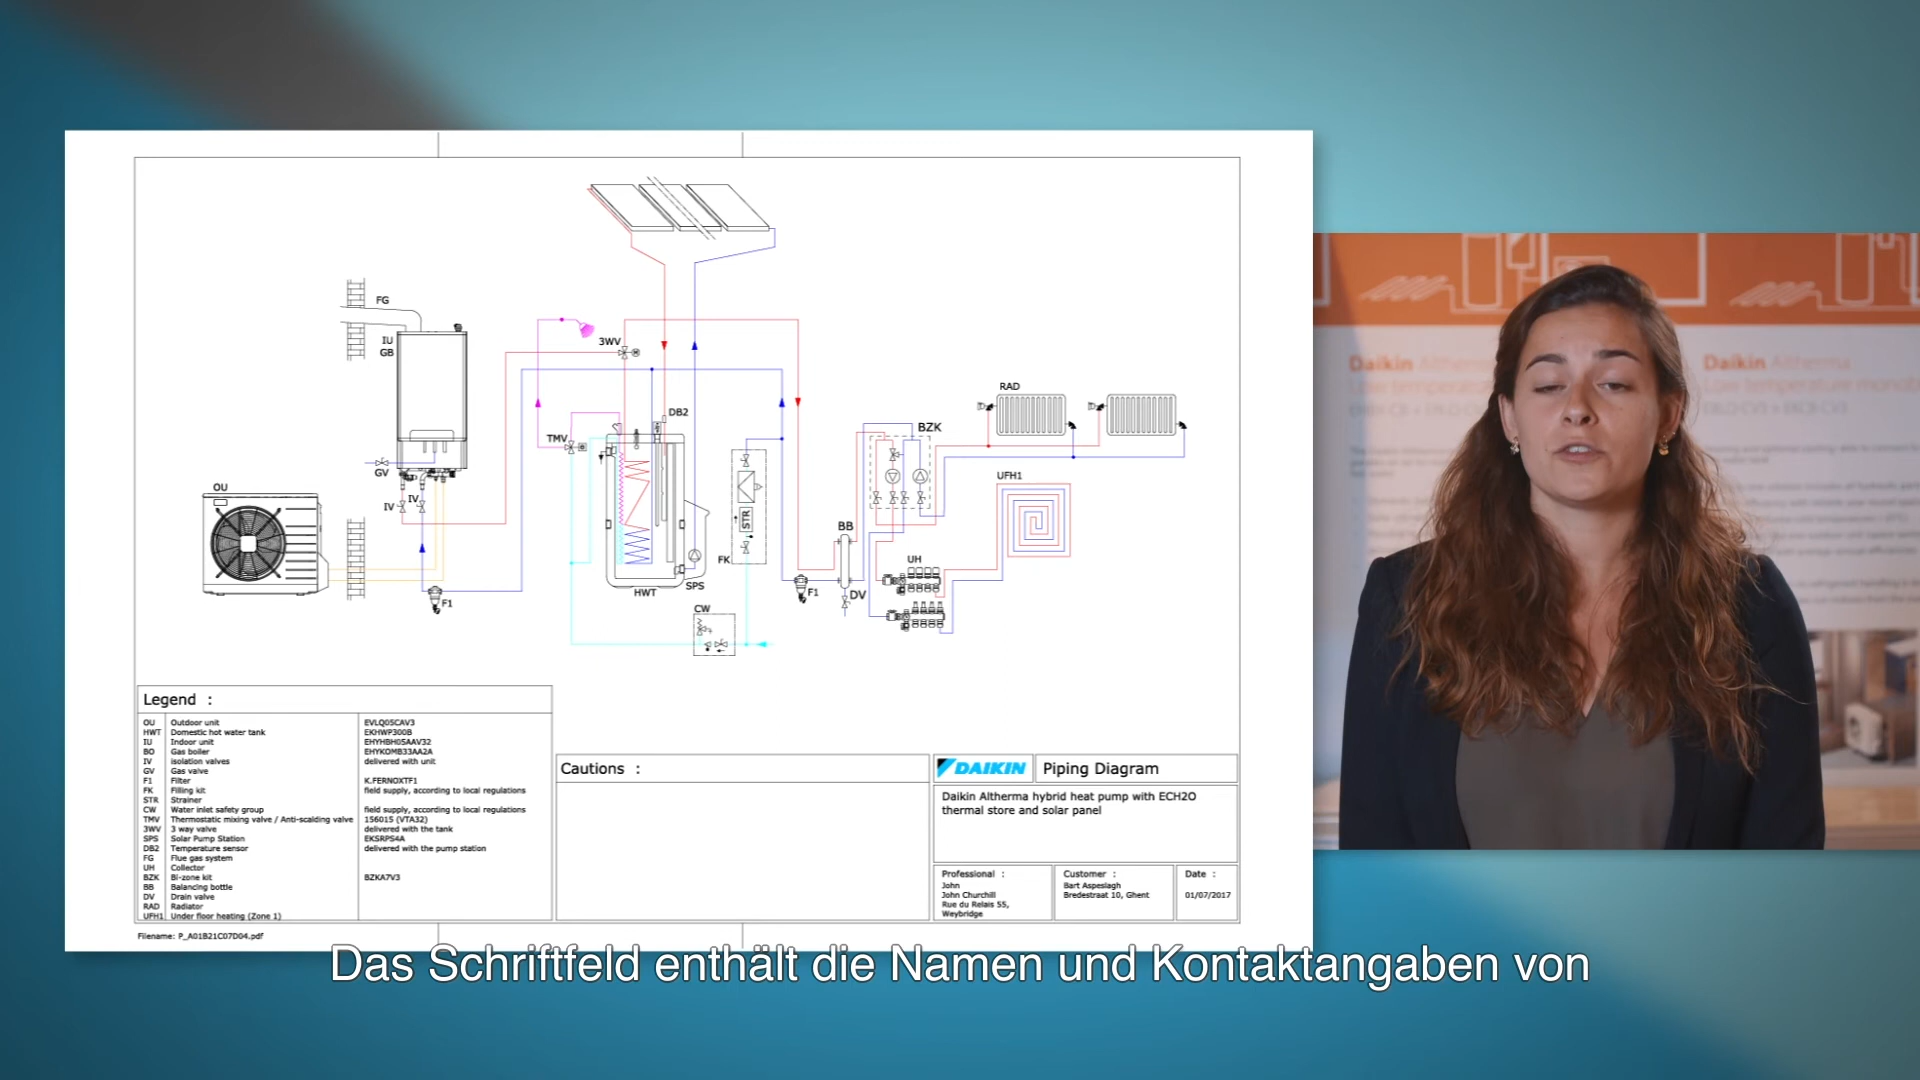 FG
IU
GB
3WV
DB2
TMV
RAD
BZK
GV
IV
IV
OU
UFH1
STR
BB
FK
UH
SPS
HWT
F1
F1
DV
CW
Legend :
OU Outdoor unit EVLQ05CAV3
HWT Domestic hot water tank EKHWP300B
IU Indoor unit EHYHBH05AAV32
BO Gas boiler EHYKOMB33AA2A
IV isolation valves delivered with unit
GV Gas valve
F1 Filter K.FERNOXTF1
FK Filling kit field supply, according to local regulations
STR Strainer
CW Water inlet safety group field supply, according to local regulations
TMV Thermostatic mixing valve / Anti-scalding valve 156015 (VTA32)
3WV 3 way valve delivered with the tank
SPS Solar Pump Station EKSRPS4A
DB2 Temperature sensor delivered with the pump station
FG Flue gas system
UH Collector
BZK Bi-zone kit BZKA7V3
BB Balancing bottle
DV Drain valve
RAD Radiator
UFH1 Under floor heating (Zone 1)
Filename: P_A01B21C07D04.pdf
Cautions :
DAIKIN
Piping Diagram
Daikin Altherma hybrid heat pump with ECH2O
thermal store and solar panel
Professional :
John
John Churchill
Rue du Relais 55,
Weybridge
Customer :
Bart Aspeslagh
Bredestraat 10, Ghent
Date :
01/07/2017
Daikin
Daikin Altherma
Das Schriftfeld enthält die Namen und Kontaktangaben von